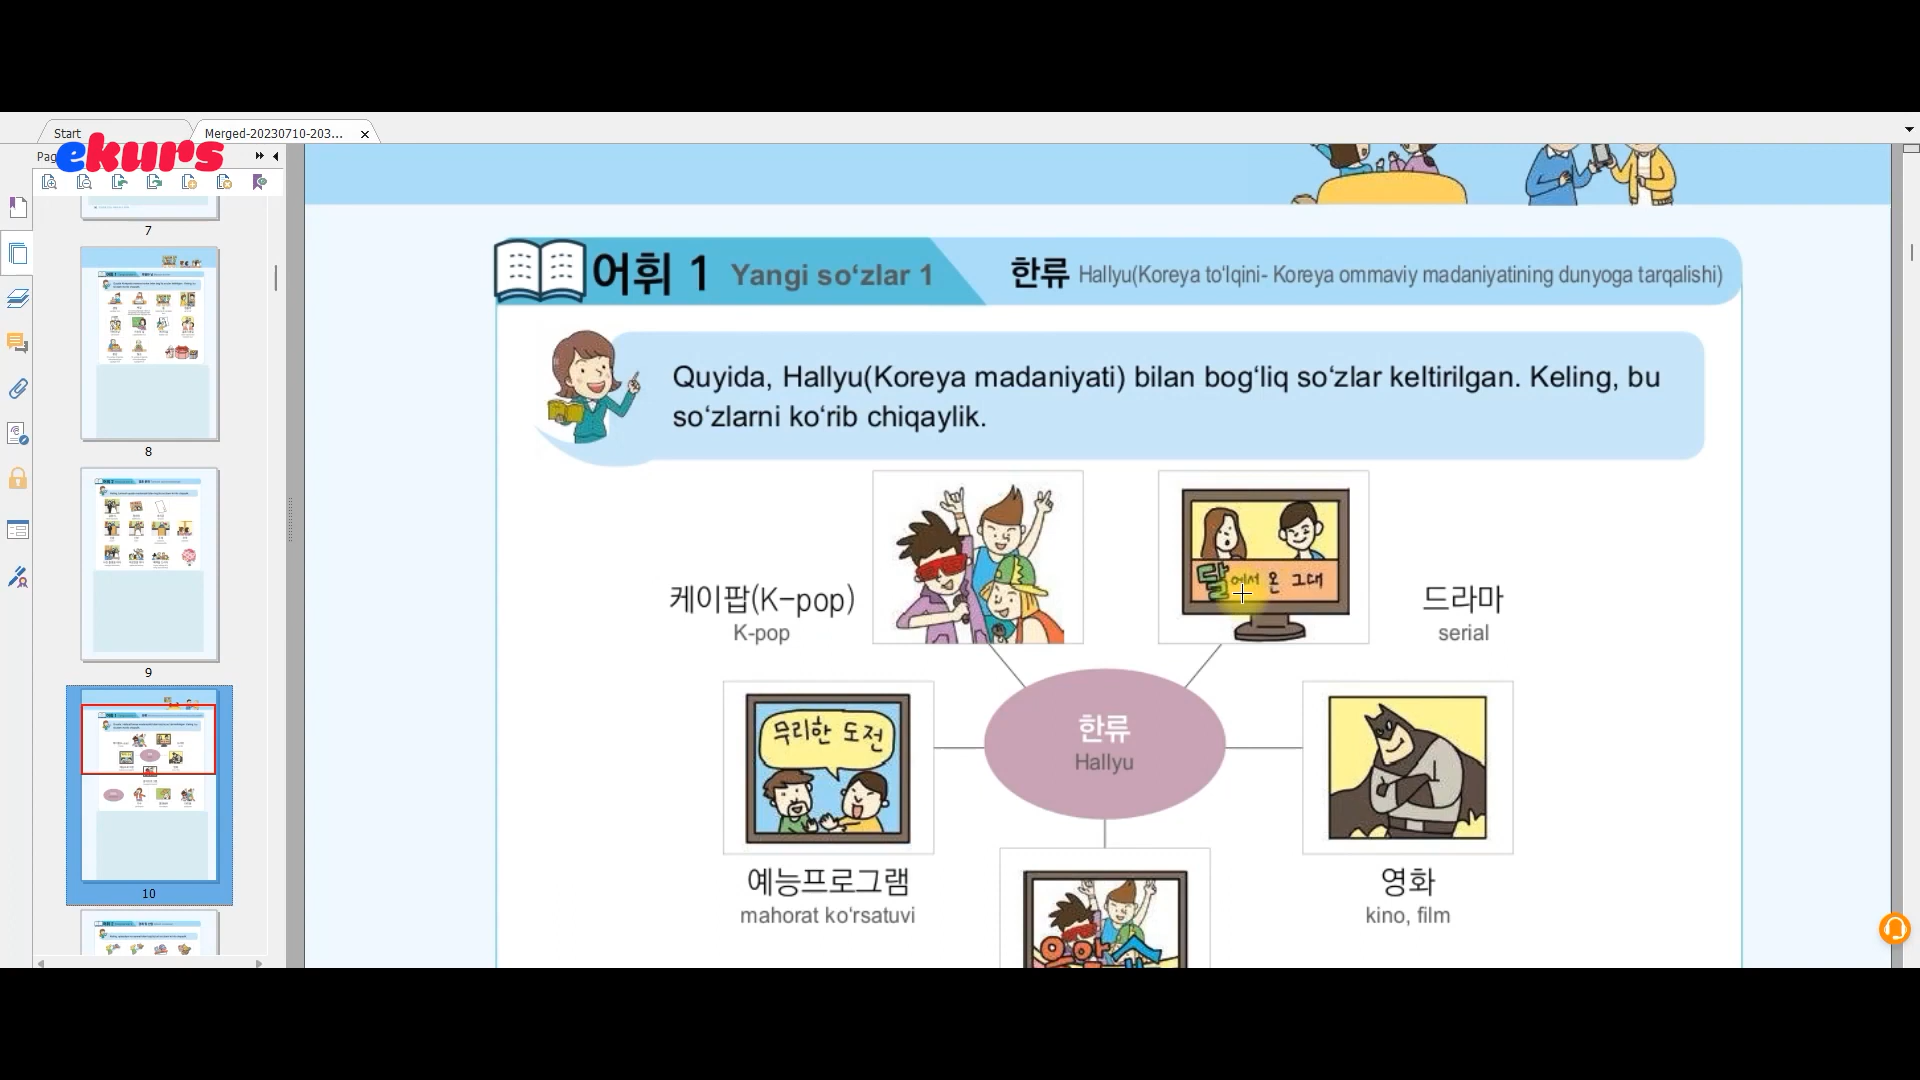 Start
Merged-20230710-203...
Pag
ekurs
7
8
9
10
어휘 1 Yangi so‘zlar 1
한류 Hallyu(Koreya to‘lqini- Koreya ommaviy madaniyatining dunyoga tarqalishi)
Quyida, Hallyu(Koreya madaniyati) bilan bog‘liq so‘zlar keltirilgan. Keling, bu
so‘zlarni ko‘rib chiqaylik.
달에서 온 그대
케이팝(K-pop)
K-pop
드라마
serial
무리한 도전
한류
Hallyu
예능프로그램
mahorat ko‘rsatuvi
영화
kino, film